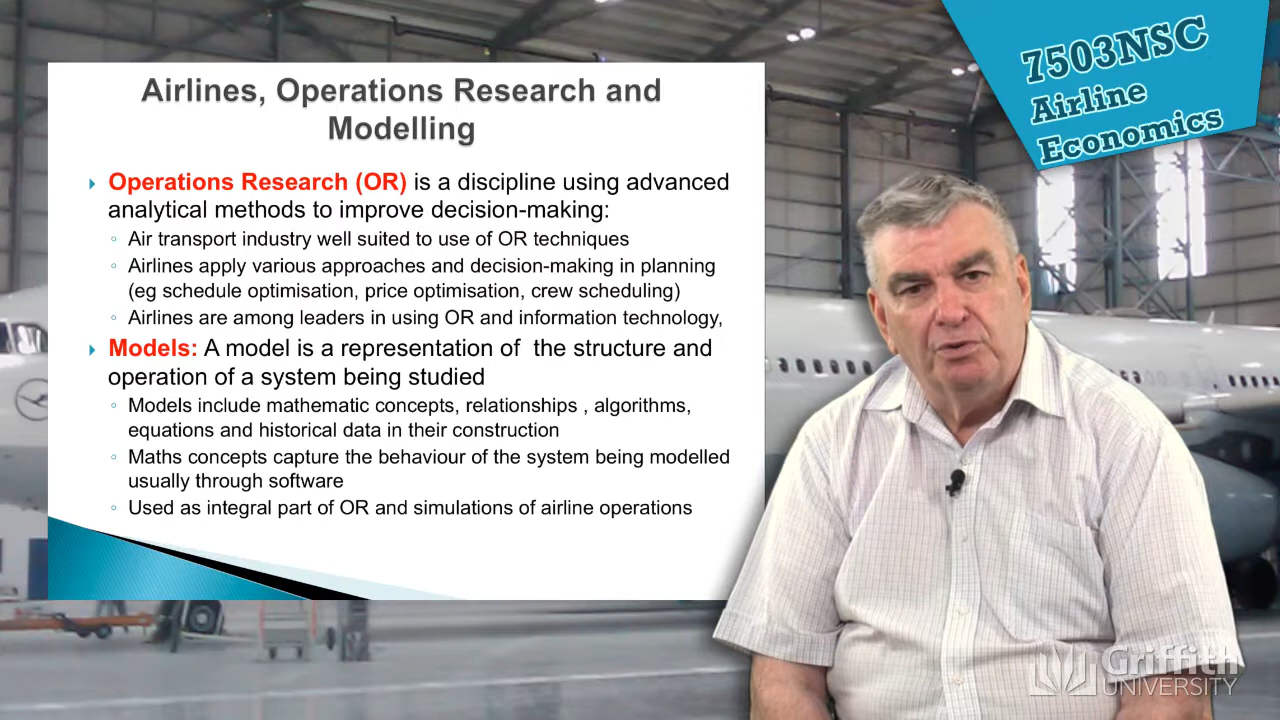 7503NSC
Airline
Economics
Airlines, Operations Research and
Modelling
Operations Research (OR) is a discipline using advanced
analytical methods to improve decision-making:
Air transport industry well suited to use of OR techniques
Airlines apply various approaches and decision-making in planning
(eg schedule optimisation, price optimisation, crew scheduling)
Airlines are among leaders in using OR and information technology,
Models: A model is a representation of the structure and
operation of a system being studied
Models include mathematic concepts, relationships , algorithms,
equations and historical data in their construction
Maths concepts capture the behaviour of the system being modelled
usually through software
Used as integral part of OR and simulations of airline operations
Griffith
UNIVERSITY